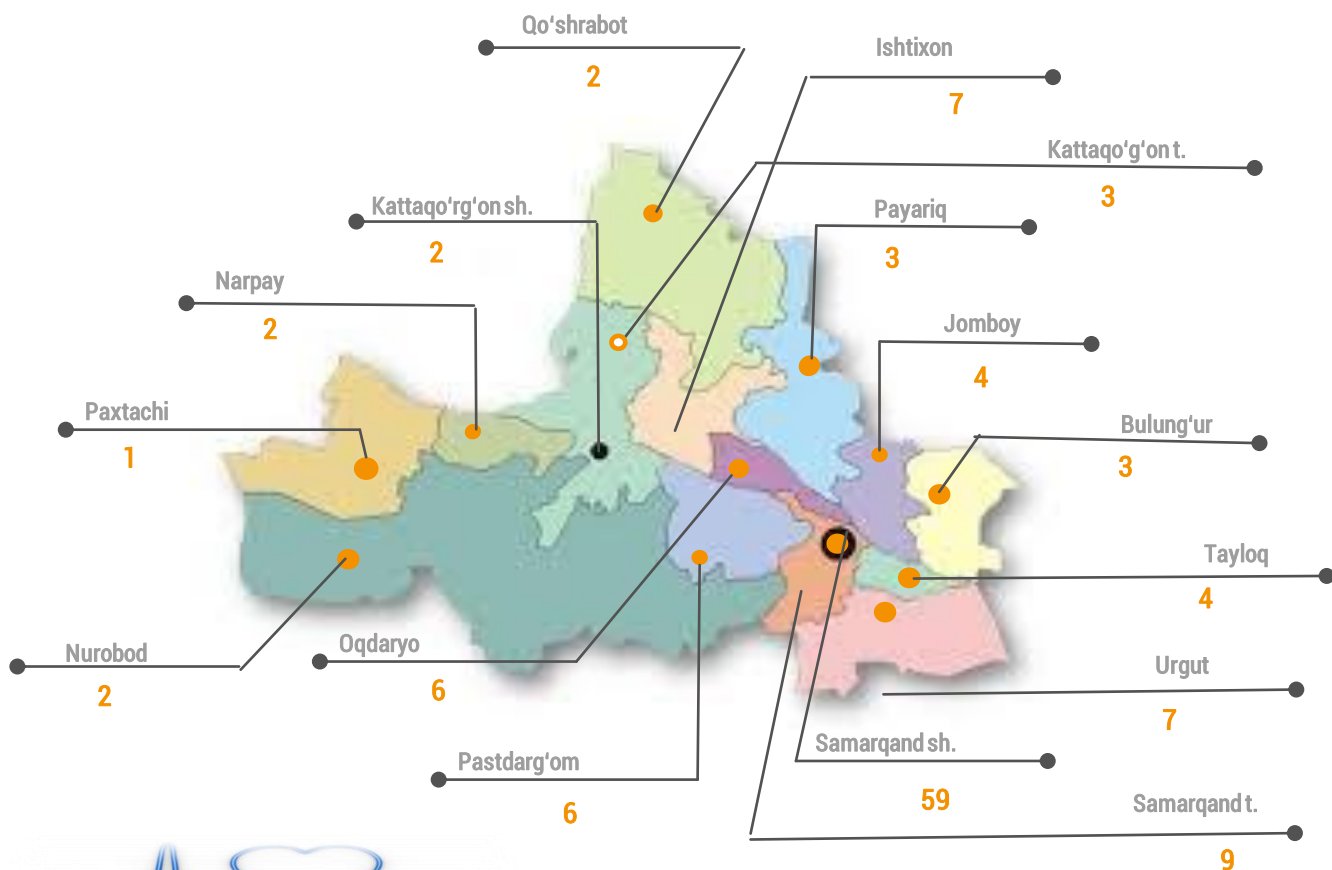 Qo‘shrabot
2
Ishtixon
7
Kattaqo‘g‘on t.
3
Kattaqo‘rg‘on sh.
2
Payariq
3
Narpay
2
Jomboy
4
Paxtachi
1
Bulung‘ur
3
Tayloq
4
Nurobod
2
Oqdaryo
6
Urgut
7
Pastdarg‘om
6
Samarqand sh.
59
Samarqand t.
9